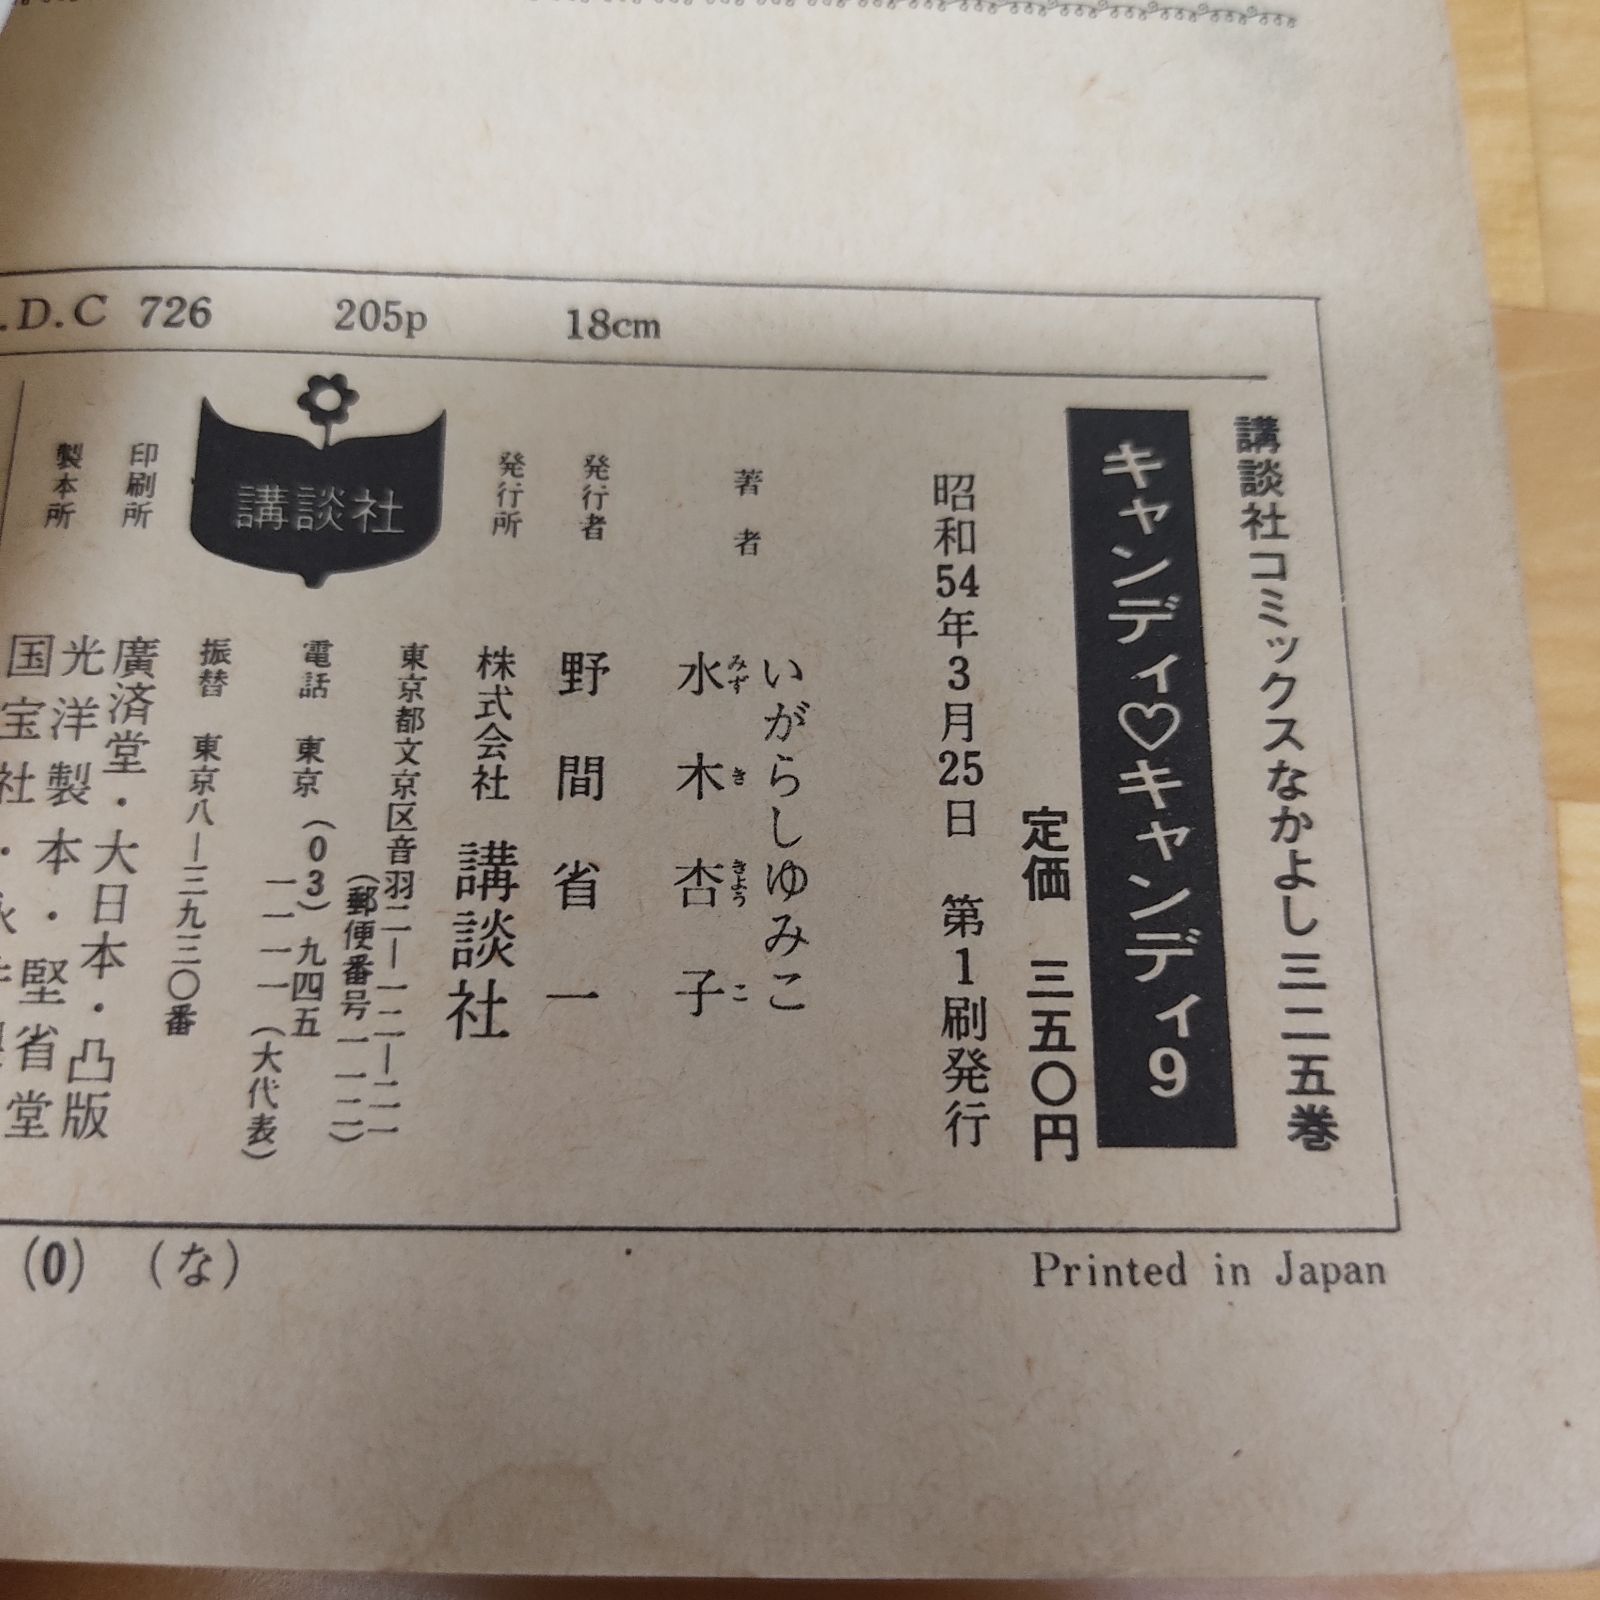 .D.C 726 205p 18cm
講談社コミックスなかよし三二五巻
キャンディ♡キャンディ9
定価 三五〇円
昭和54年3月25日 第1刷発行
著者
いがらしゆみこ
水木杏子
みずききょうこ
発行者 野間省一
発行所 株式会社 講談社
東京都文京区音羽二―一二―二一
(郵便番号一一二)
電話 東京 (03) 九四五
一一一一(大代表)
振替 東京八―三九三〇番
講談社
印刷所 廣済堂・大日本・凸版
製本所 光洋製本・堅省堂
国宝社・
(0) (な)
Printed in Japan